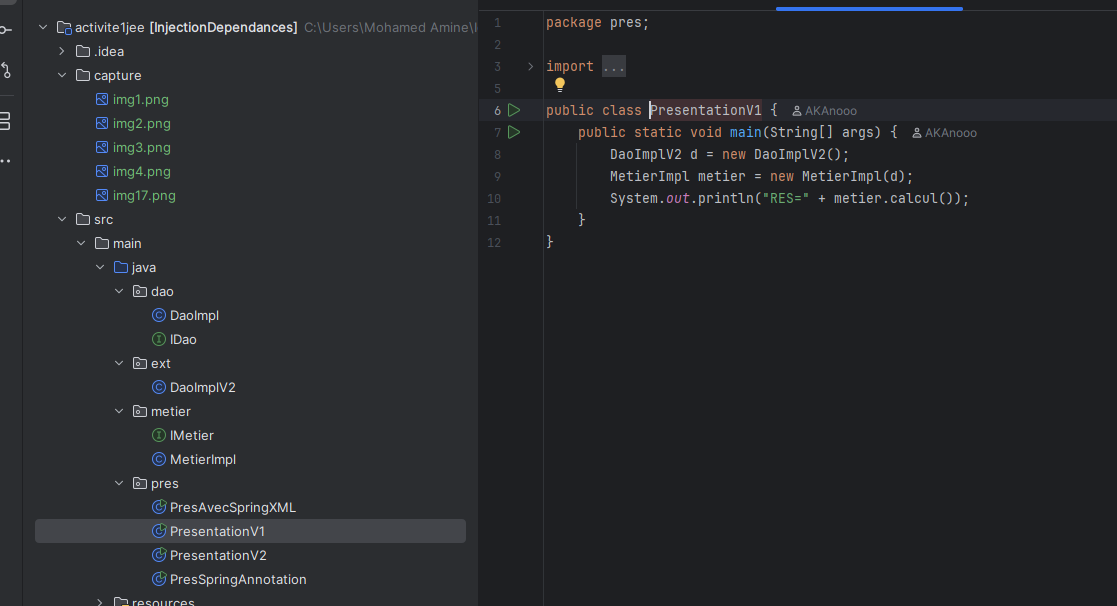 activite1jee [InjectionDependances] C:\Users\Mohamed Amine\
.idea
capture
img1.png
img2.png
img3.png
img4.png
img17.png
src
main
java
dao
DaoImpl
IDao
ext
DaoImplV2
metier
IMetier
MetierImpl
pres
PresAvecSpringXML
PresentationV1
PresentationV2
PresSpringAnnotation
resources
1 package pres;
2
3 import ...
5
6 public class PresentationV1 { AKAnooo
7 public static void main(String[] args) { AKAnooo
8 DaoImplV2 d = new DaoImplV2();
9 MetierImpl metier = new MetierImpl(d);
10 System.out.println("RES=" + metier.calcul());
11 }
12 }